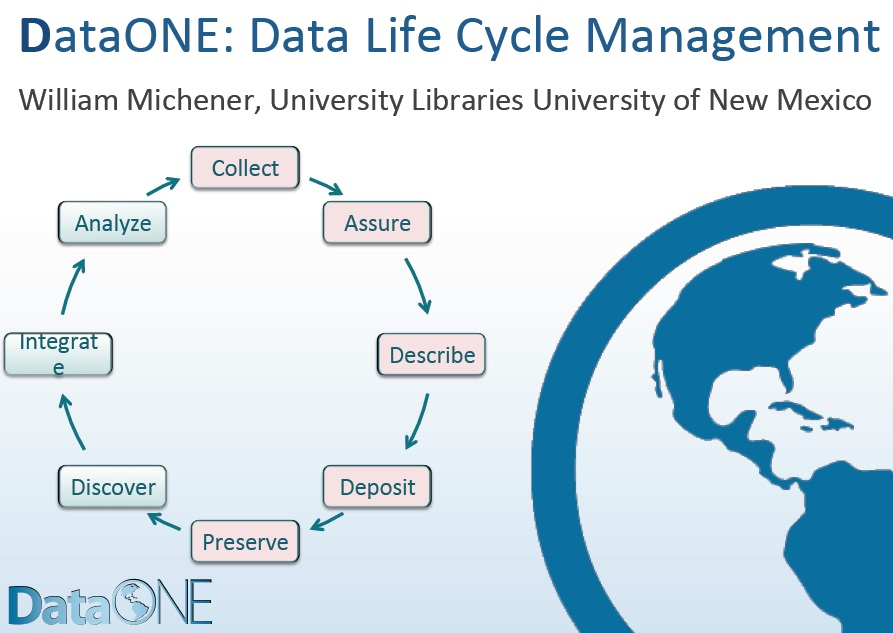 DataONE: Data Life Cycle Management
William Michener, University Libraries University of New Mexico
Collect
Analyze
Assure
Integrat
e
Describe
Discover
Deposit
Preserve
DataONE